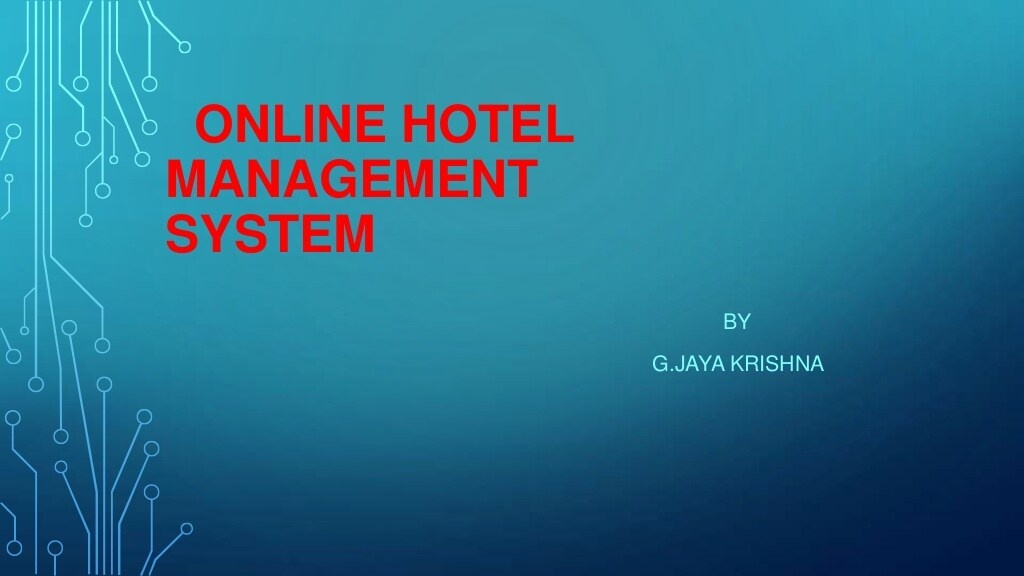 ONLINE HOTEL
MANAGEMENT
SYSTEM
BY
G.JAYA KRISHNA